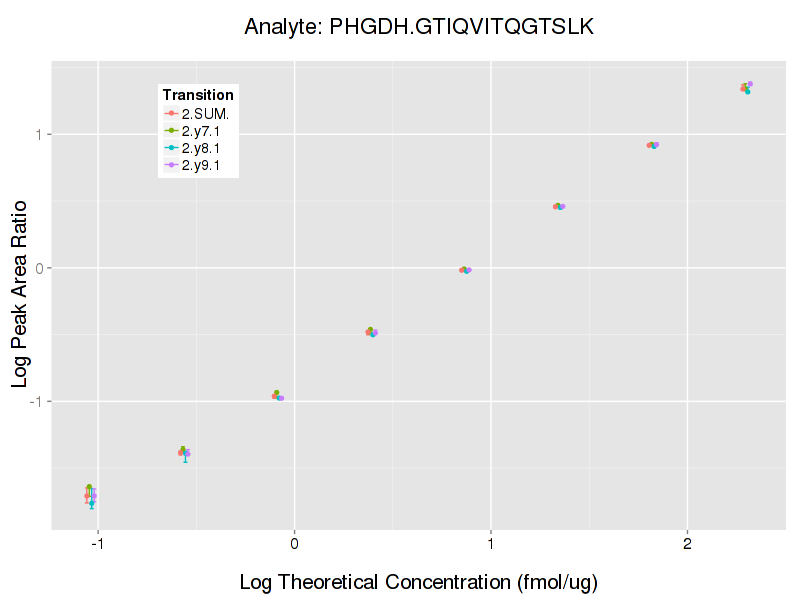 Analyte: PHGDH.GTIQVITQGTSLK
Transition
2.SUM.
2.y7.1
2.y8.1
2.y9.1
1
0
-1
Log Peak Area Ratio
-1 0 1 2
Log Theoretical Concentration (fmol/ug)